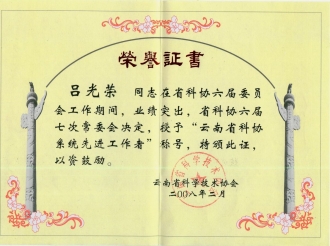 榮譽証書
吕光荣 同志在省科协六届委员
会工作期间，业绩突出，省科协六届
七次常委会决定，授予“云南省科协
系统先进工作者”称号，特颁此证，
以资鼓励。
云南省科学技术协会
二00八年二月